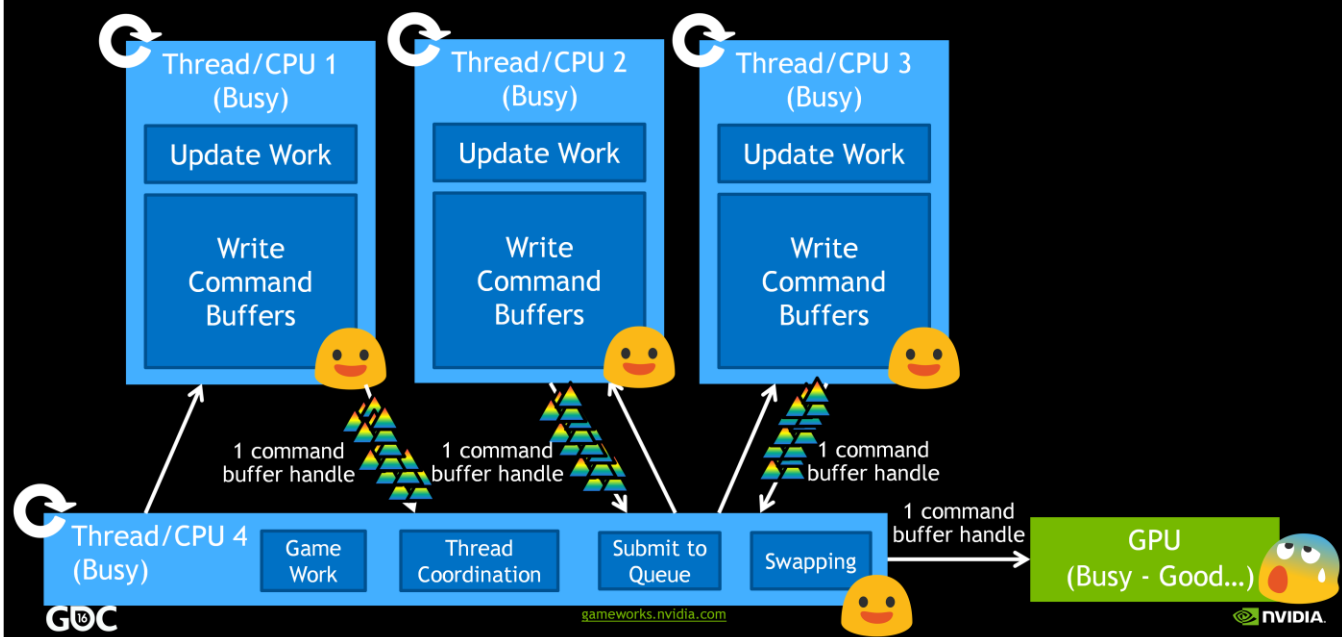 Thread/CPU 1
(Busy)
Update Work
Write
Command
Buffers
Thread/CPU 2
(Busy)
Update Work
Write
Command
Buffers
Thread/CPU 3
(Busy)
Update Work
Write
Command
Buffers
1 command
buffer handle
1 command
buffer handle
1 command
buffer handle
Thread/CPU 4
(Busy)
Game
Work
Thread
Coordination
Submit to
Queue
Swapping
1 command
buffer handle
GPU
(Busy - Good...)
GDC 16
gameworks.nvidia.com
NVIDIA.